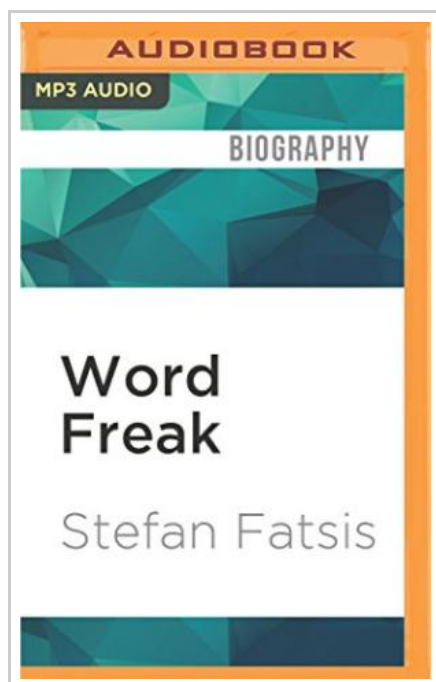 AUDIOBOOK
MP3 AUDIO
BIOGRAPHY
Word
Freak
Stefan Fatsis